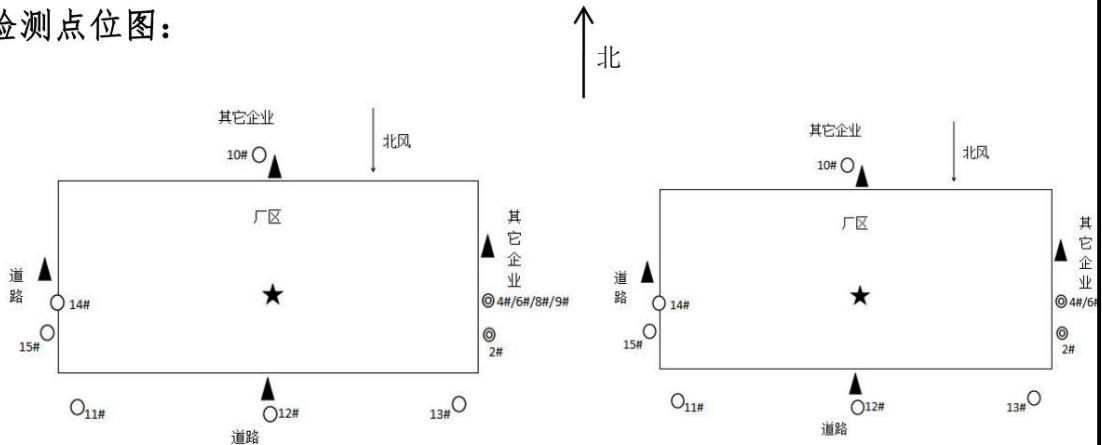 检测点位图：
北
其它企业
10#
北风
厂区
其它企业
道路
14#
4#/6#/8#/9#
15#
2#
11#
12#
13#
道路
其它企业
10#
北风
厂区
其它企业
道路
14#
4#/6#
15#
2#
11#
12#
13#
道路